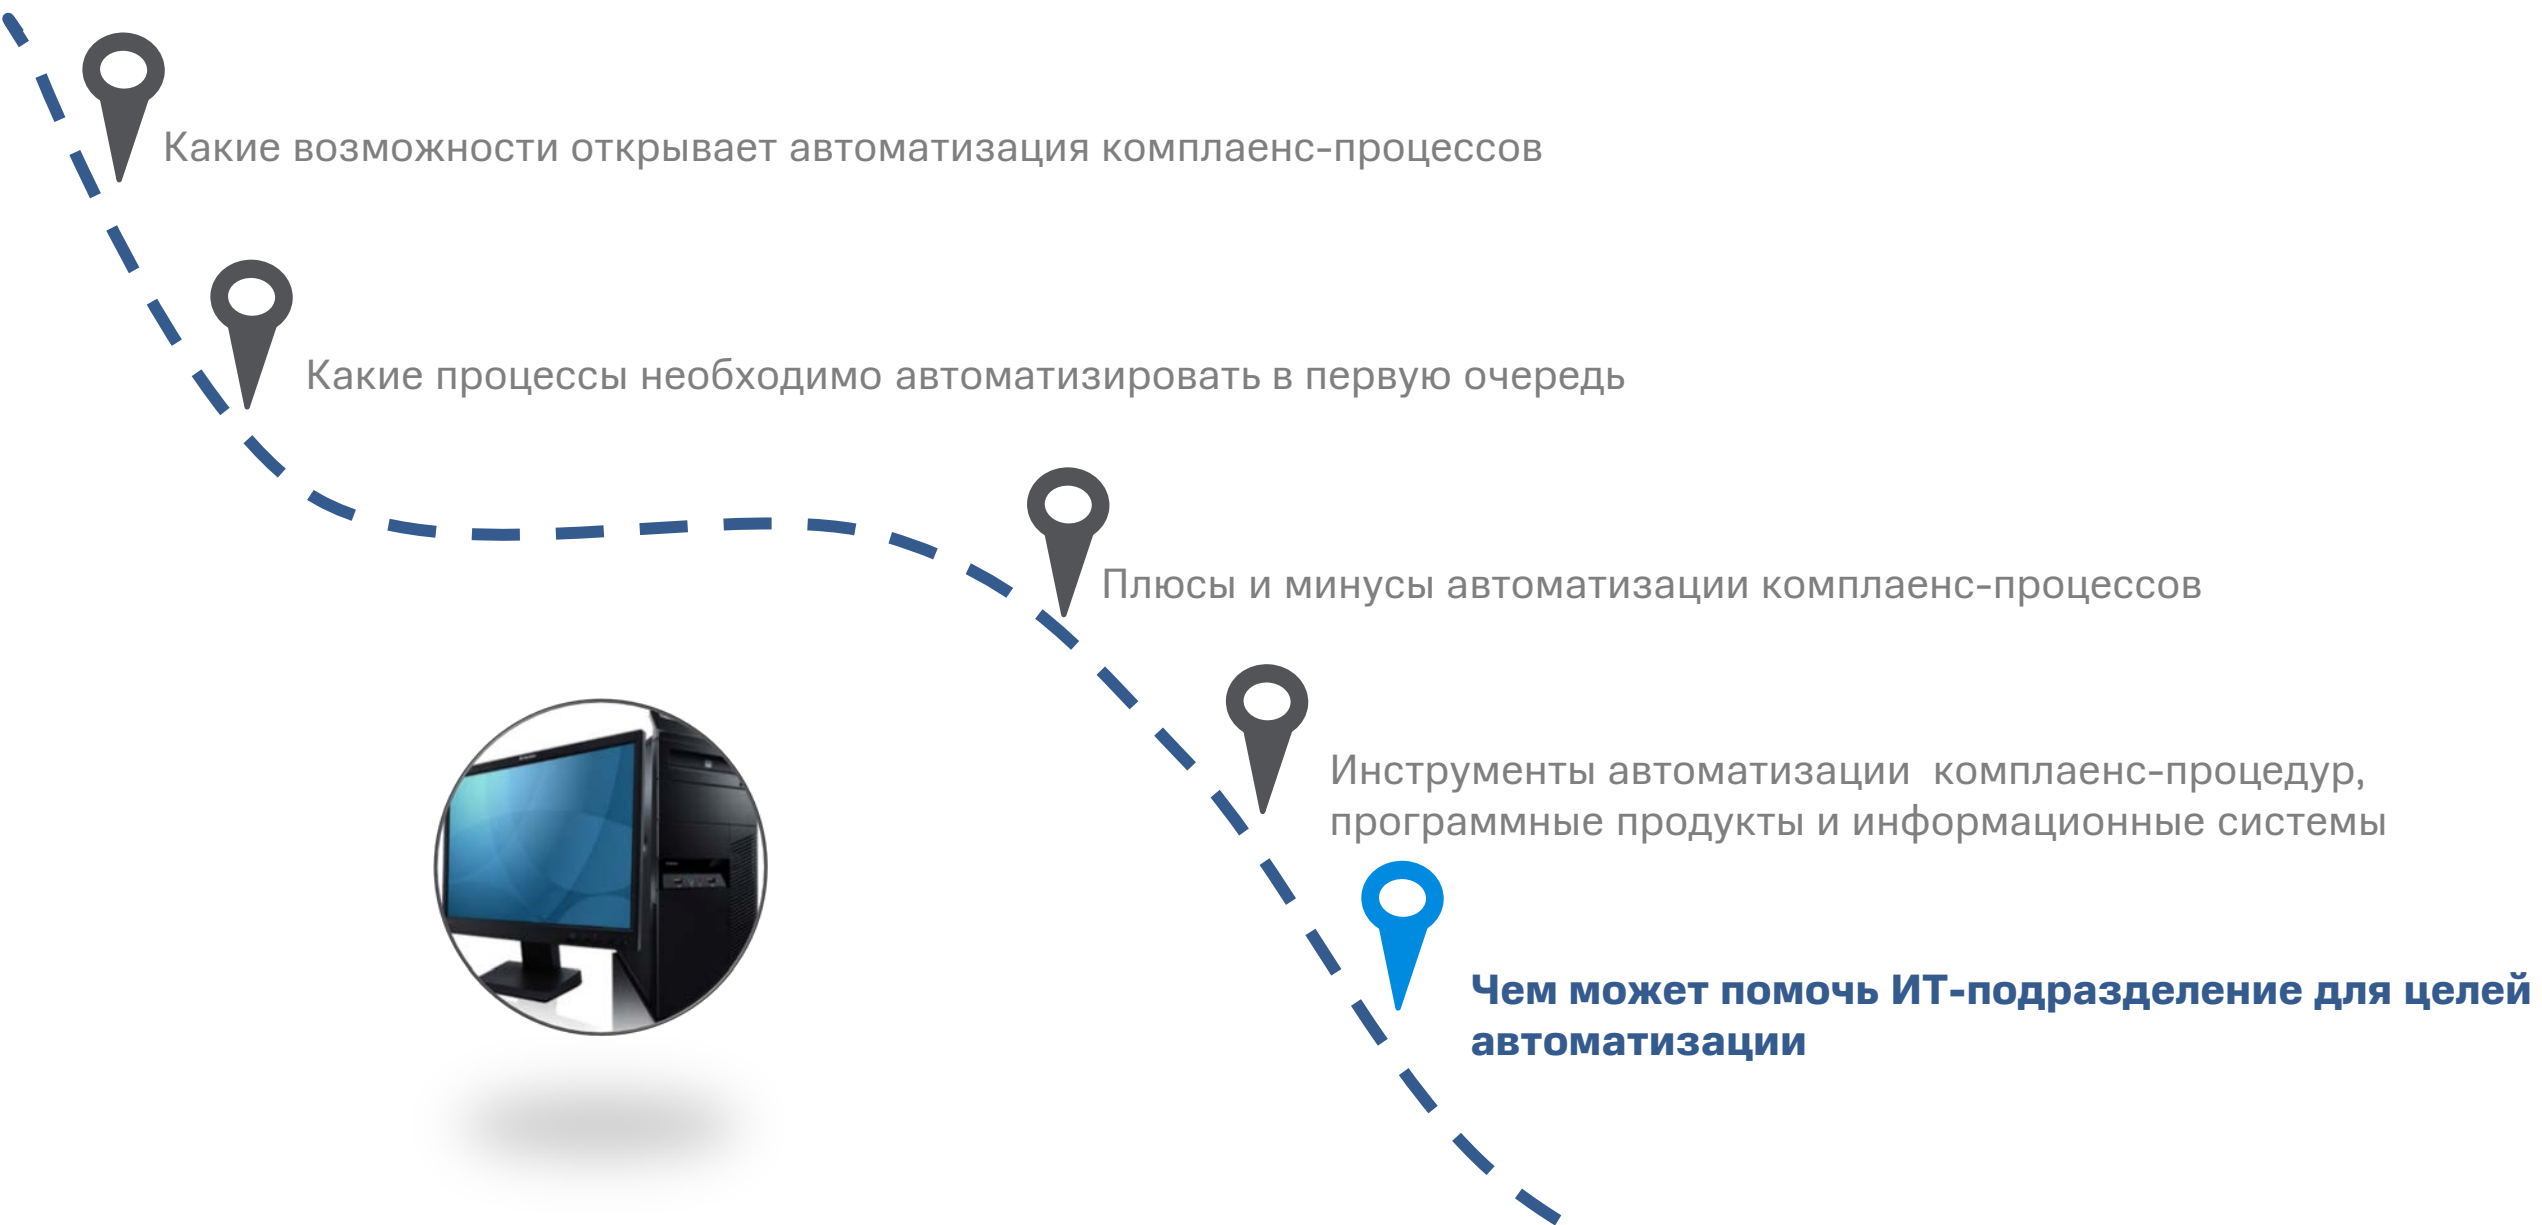 Какие возможности открывает автоматизация комплаенс-процессов
Какие процессы необходимо автоматизировать в первую очередь
Плюсы и минусы автоматизации комплаенс-процессов
Инструменты автоматизации  комплаенс-процедур,
программные продукты и информационные системы
Чем может помочь ИТ-подразделение для целей
автоматизации